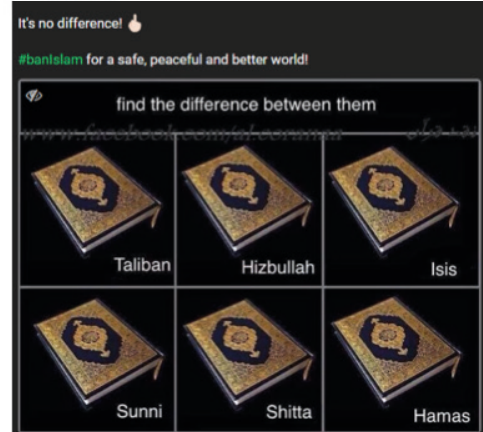 It's no difference!
#banIslam for a safe, peaceful and better world!
find the difference between them
Taliban
Hizbullah
Isis
Sunni
Shitta
Hamas